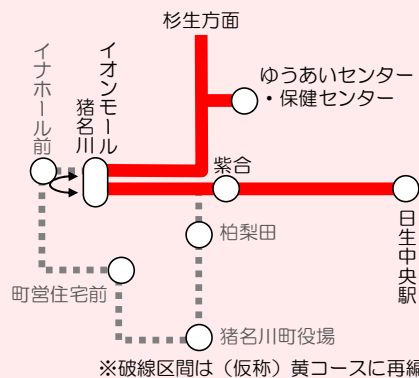 杉生方面
イナホール前
イオンモール
猪名川
ゆうあいセンター
・保健センター
紫合
日生中央駅
柏梨田
町営住宅前
猪名川町役場
※破線区間は（仮称）黄コースに再編